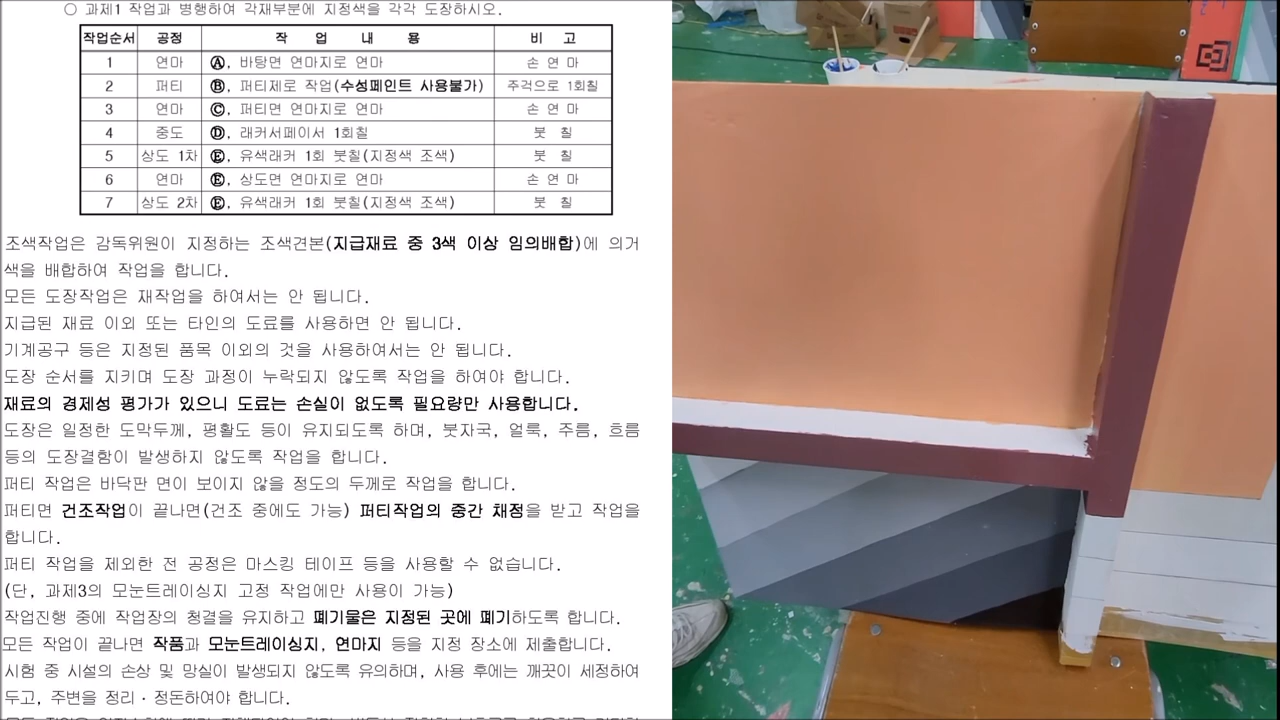 ○ 과제1 작업과 병행하여 각재부분에 지정색을 각각 도장하시오.
작업순서 공정 작 업 내 용 비 고
1 연마 Ⓐ, 바탕면 연마지로 연마 손 연 마
2 퍼티 Ⓑ, 퍼티제로 작업(수성페인트 사용불가) 주걱으로 1회칠
3 연마 Ⓒ, 퍼티면 연마지로 연마 손 연 마
4 중도 Ⓓ, 래커서페이서 1회칠 붓 칠
5 상도 1차 Ⓔ, 유색래커 1회 붓칠(지정색 조색) 붓 칠
6 연마 Ⓔ, 상도면 연마지로 연마 손 연 마
7 상도 2차 Ⓔ, 유색래커 1회 붓칠(지정색 조색) 붓 칠
조색작업은 감독위원이 지정하는 조색견본(지급재료 중 3색 이상 임의배합)에 의거
색을 배합하여 작업을 합니다.
모든 도장작업은 재작업을 하여서는 안 됩니다.
지급된 재료 이외 또는 타인의 도료를 사용하면 안 됩니다.
기계공구 등은 지정된 품목 이외의 것을 사용하여서는 안 됩니다.
도장 순서를 지키며 도장 과정이 누락되지 않도록 작업을 하여야 합니다.
재료의 경제성 평가가 있으니 도료는 손실이 없도록 필요량만 사용합니다.
도장은 일정한 도막두께, 평활도 등이 유지되도록 하며, 붓자국, 얼룩, 주름, 흐름
등의 도장결함이 발생하지 않도록 작업을 합니다.
퍼티 작업은 바닥판 면이 보이지 않을 정도의 두께로 작업을 합니다.
퍼티면 건조작업이 끝나면(건조 중에도 가능) 퍼티작업의 중간 채점을 받고 작업을
합니다.
퍼티 작업을 제외한 전 공정은 마스킹 테이프 등을 사용할 수 없습니다.
(단, 과제3의 모눈트레이싱지 고정 작업에만 사용이 가능)
작업진행 중에 작업장의 청결을 유지하고 폐기물은 지정된 곳에 폐기하도록 합니다.
모든 작업이 끝나면 작품과 모눈트레이싱지, 연마지 등을 지정 장소에 제출합니다.
시험 중 시설의 손상 및 망실이 발생되지 않도록 유의하며, 사용 후에는 깨끗이 세정하여
두고, 주변을 정리·정돈하여야 합니다.